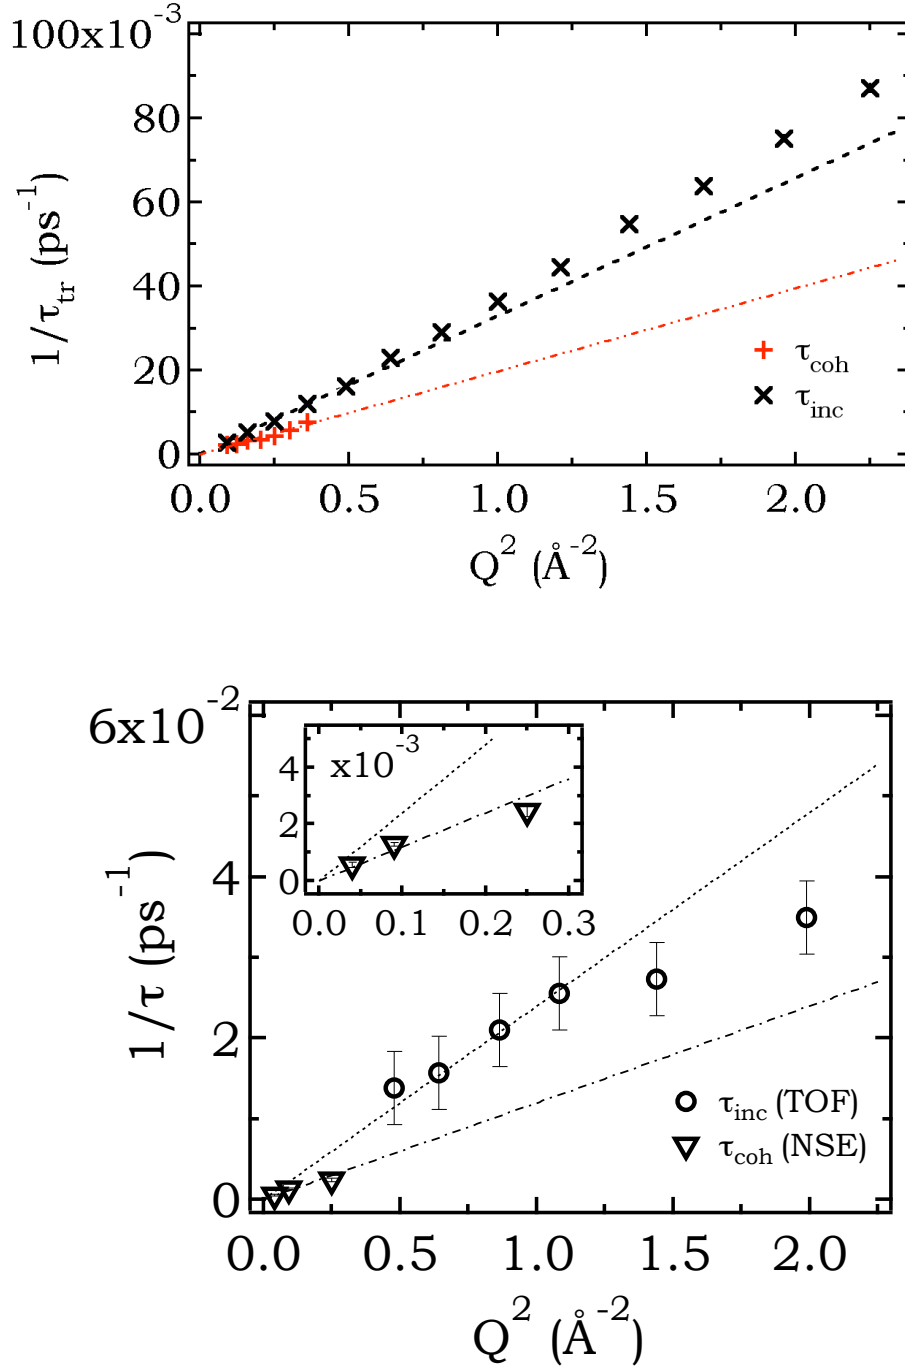 100x10⁻³
80
60
40
20
0
1/τ_tr (ps⁻¹)
τ_coh
τ_inc
0.0 0.5 1.0 1.5 2.0
Q² (Å⁻²)
6x10⁻²
4
2
0
1/τ (ps⁻¹)
x10⁻³
4
2
0
0.0 0.1 0.2 0.3
τ_inc (TOF)
τ_coh (NSE)
0.0 0.5 1.0 1.5 2.0
Q² (Å⁻²)